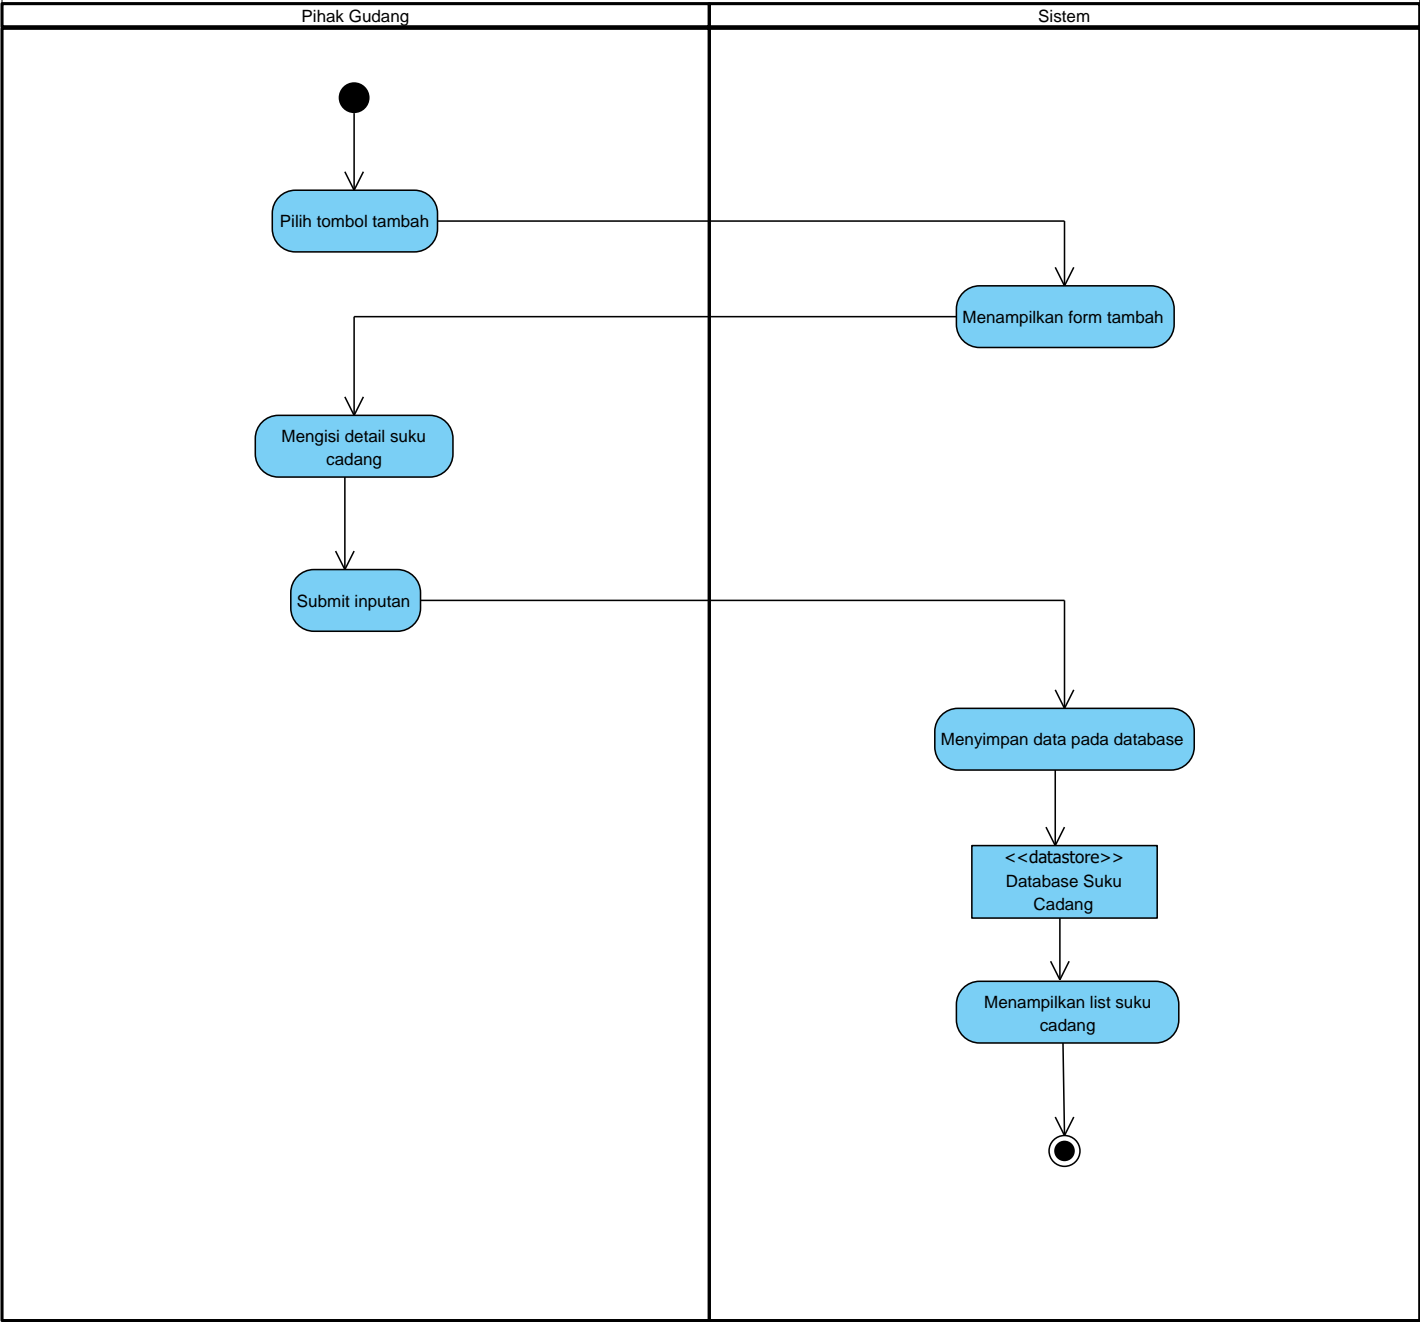 Pihak Gudang
Sistem
Pilih tombol tambah
Menampilkan form tambah
Mengisi detail suku
cadang
Submit inputan
Menyimpan data pada database
<<datastore>>
Database Suku
Cadang
Menampilkan list suku
cadang